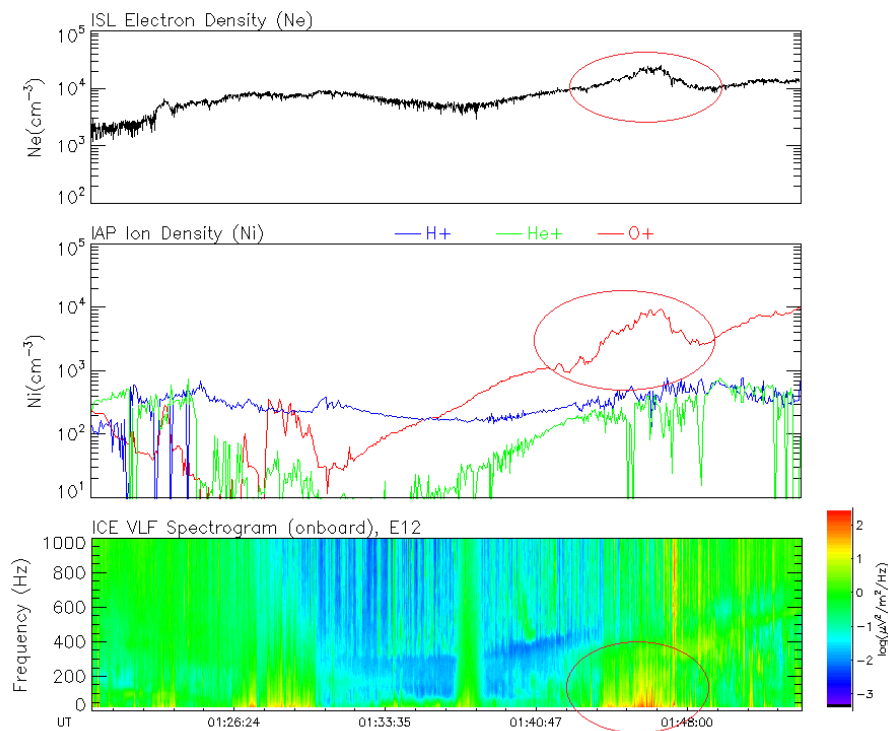 ISL Electron Density (Ne)
10^5
10^4
10^3
10^2
Ne(cm^-3)
IAP Ion Density (Ni)
H+ He+ O+
10^5
10^4
10^3
10^2
10^1
Ni(cm^-3)
ICE VLF Spectrogram (onboard), E12
1000
800
600
400
200
0
Frequency (Hz)
2
1
0
-1
-2
-3
log(μV^2/m^2/Hz)
UT 01:26:24 01:33:35 01:40:47 01:48:00